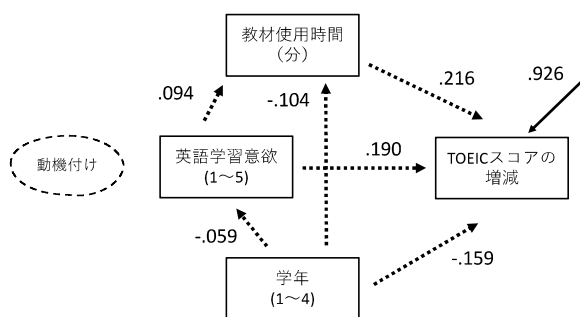 教材使用時間
(分)
.094
-.104
.216
.926
動機付け
英語学習意欲
(1～5)
.190
TOEICスコアの
増減
-.059
学年
(1～4)
-.159